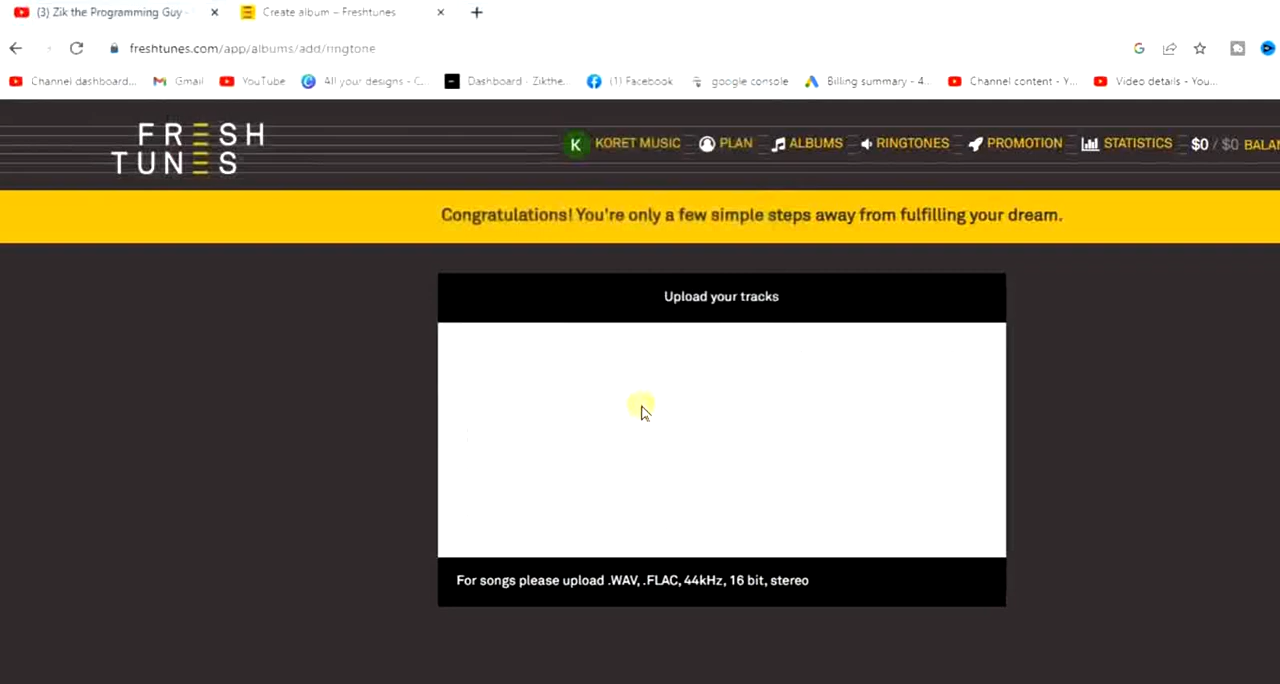 (3) Zik the Programming Guy - Create album – Freshtunes
freshtunes.com/app/albums/add/ringtone
Channel dashboard... Gmail YouTube All your designs - C... Dashboard - Zikthe... (1) Facebook google console Billing summary - 4... Channel content - Y... Video details - You...
FRESH
TUNES
K KORET MUSIC PLAN ALBUMS RINGTONES PROMOTION STATISTICS $0 / $0 BALAN
Congratulations! You're only a few simple steps away from fulfilling your dream.
Upload your tracks
For songs please upload .WAV, .FLAC, 44kHz, 16 bit, stereo